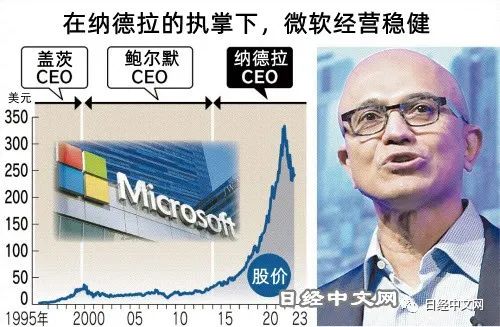 在纳德拉的执掌下，微软经营稳健
盖茨
CEO
鲍尔默
CEO
纳德拉
CEO
美元
350
300
250
200
150
100
50
0
Microsoft
股价
1995年
2000
05
10
15
20
23
日经中文网
日经中文网